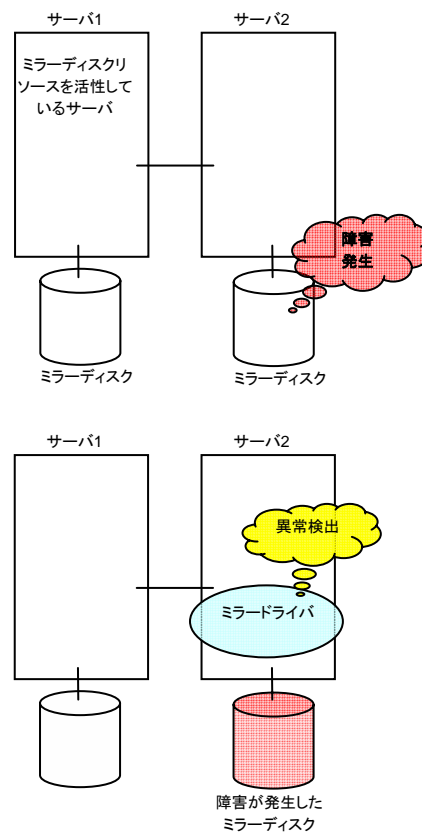 サーバ1
サーバ2
ミラーディスクリ
ソースを活性して
いるサーバ
障害
発生
ミラーディスク
ミラーディスク
サーバ1
サーバ2
異常検出
ミラードライバ
障害が発生した
ミラーディスク